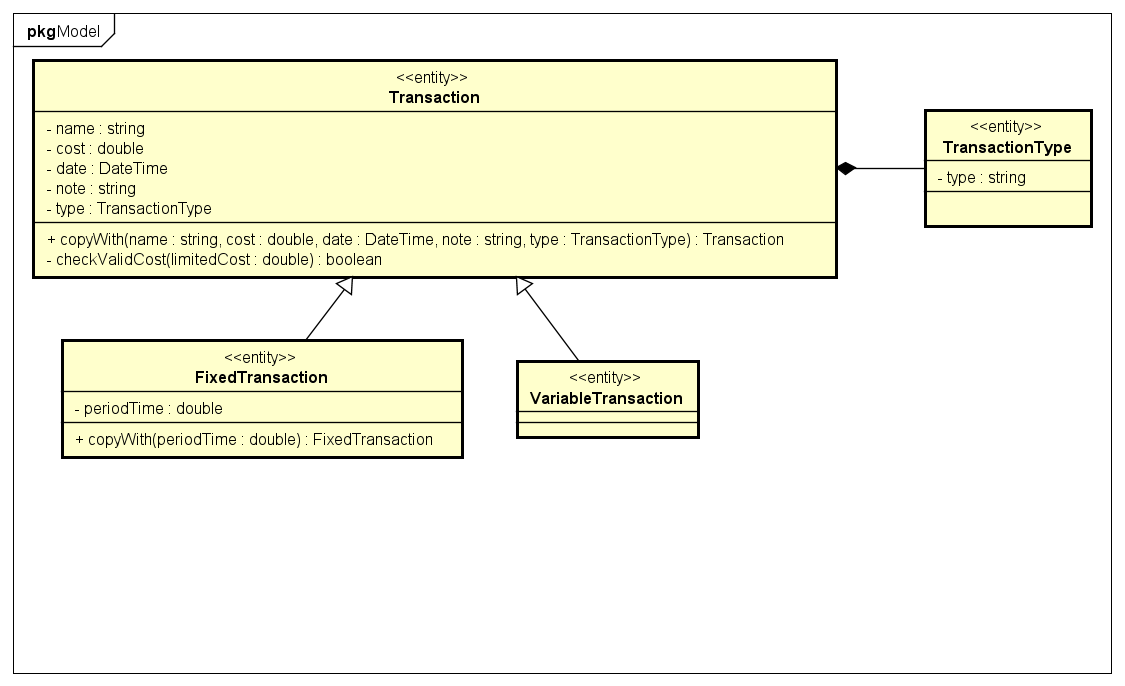 pkg Model
<<entity>>
Transaction
- name : string
- cost : double
- date : DateTime
- note : string
- type : TransactionType
+ copyWith(name : string, cost : double, date : DateTime, note : string, type : TransactionType) : Transaction
- checkValidCost(limitedCost : double) : boolean
<<entity>>
TransactionType
- type : string
<<entity>>
FixedTransaction
- periodTime : double
+ copyWith(periodTime : double) : FixedTransaction
<<entity>>
VariableTransaction